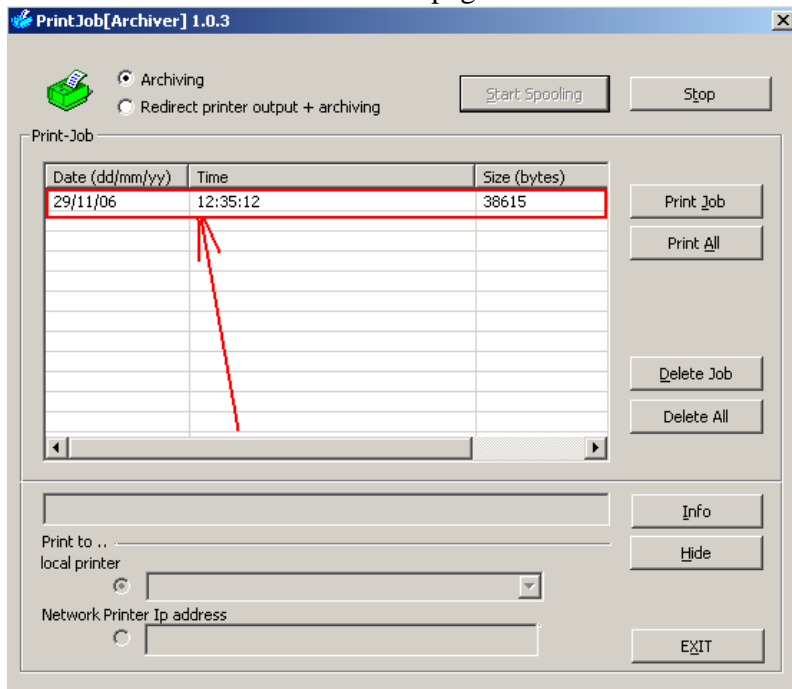 PrintJob[Archiver] 1.0.3
Archiving
Redirect printer output + archiving
Start Spooling
Stop
Print-Job
Date (dd/mm/yy) Time Size (bytes)
29/11/06 12:35:12 38615
Print Job
Print All
Delete Job
Delete All
Info
Print to ..
Hide
local printer
Network Printer Ip address
EXIT